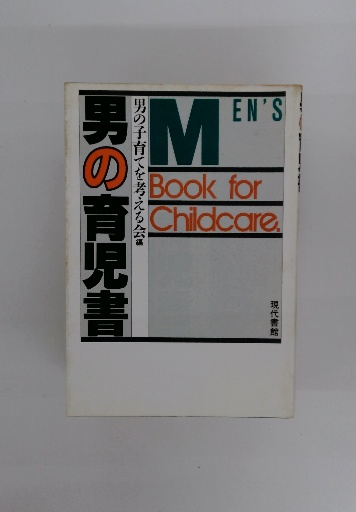 男の育児書
男の子育てを考える会編
MEN'S
Book for
Childcare.
現代書館